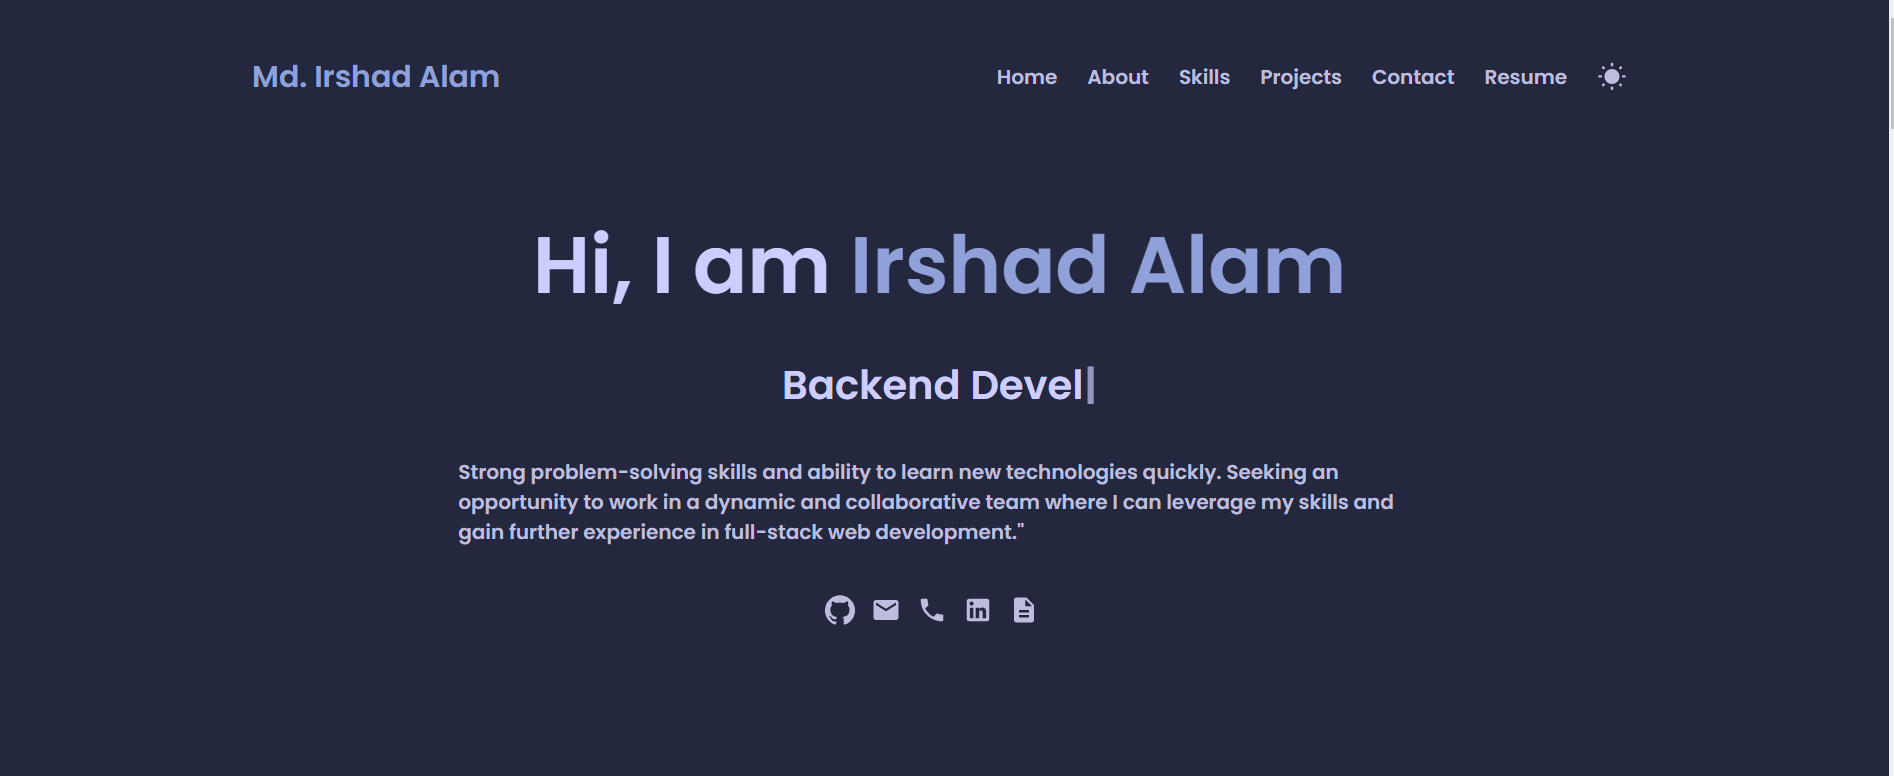 Md. Irshad Alam
Home About Skills Projects Contact Resume
Hi, I am Irshad Alam
Backend Devel|
Strong problem-solving skills and ability to learn new technologies quickly. Seeking an
opportunity to work in a dynamic and collaborative team where I can leverage my skills and
gain further experience in full-stack web development."
in